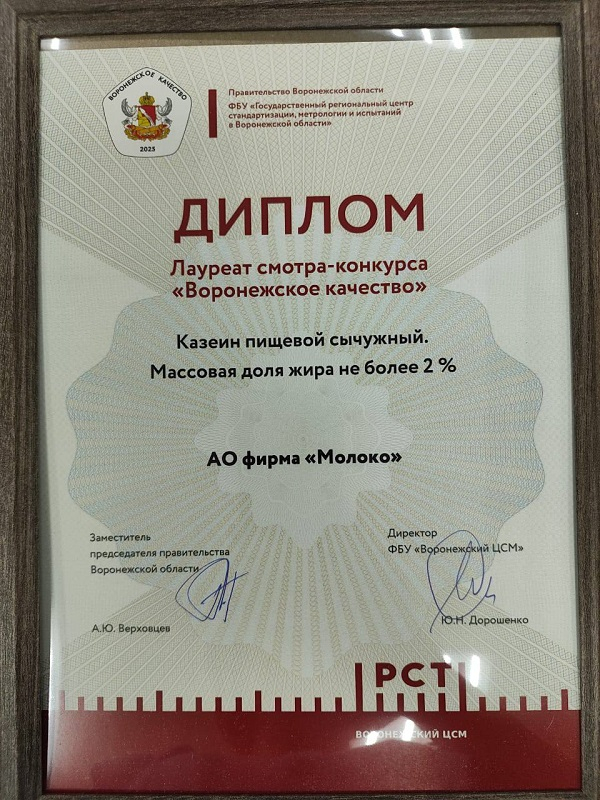 ВОРОНЕЖСКОЕ КАЧЕСТВО
2023
Правительство Воронежской области
ФБУ «Государственный региональный центр
стандартизации, метрологии и испытаний
в Воронежской области»
ДИПЛОМ
Лауреат смотра-конкурса
«Воронежское качество»
Казеин пищевой сычужный.
Массовая доля жира не более 2 %
АО фирма «Молоко»
Заместитель
председателя правительства
Воронежской области
А.Ю. Верховцев
Директор
ФБУ «Воронежский ЦСМ»
Ю.Н. Дорошенко
РСТ
ВОРОНЕЖСКИЙ ЦСМ